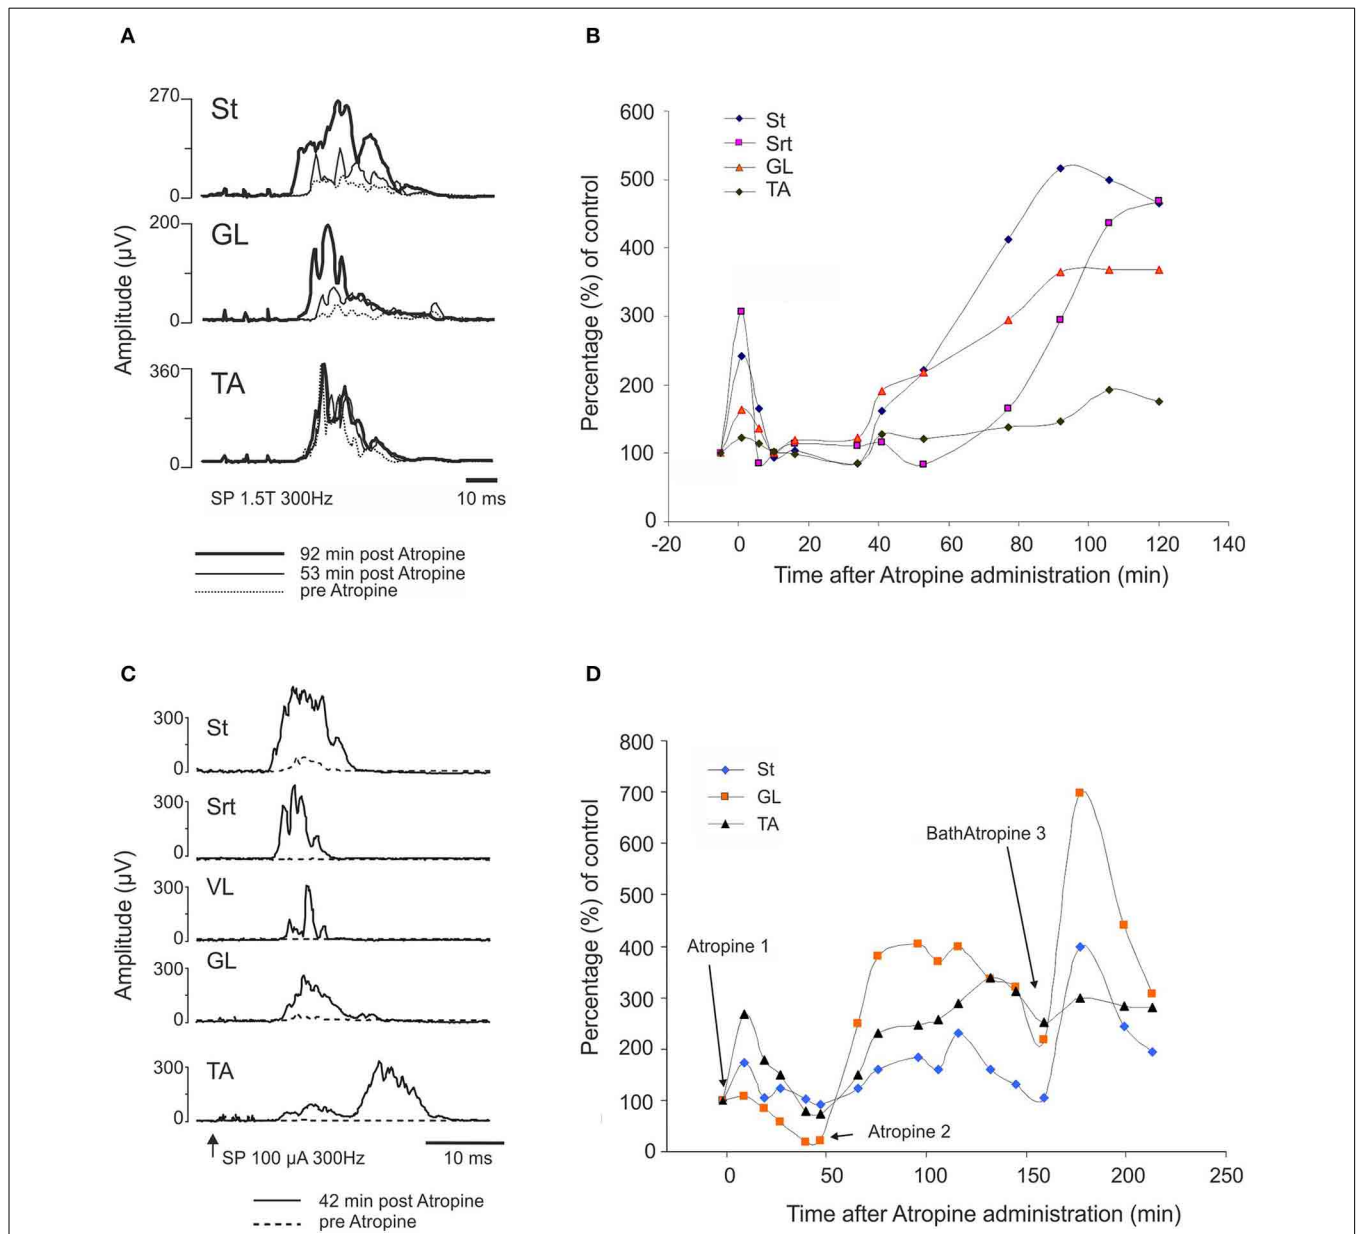 A
270
St
0
200
GL
0
360
TA
0
Amplitude (µV)
SP 1.5T 300Hz
10 ms
92 min post Atropine
53 min post Atropine
pre Atropine
B
600
500
400
300
200
100
0
Percentage (%) of control
St
Srt
GL
TA
-20 0 20 40 60 80 100 120 140
Time after Atropine administration (min)
C
300
St
0
300
Srt
0
300
VL
0
300
GL
0
300
TA
0
Amplitude (µV)
SP 100 µA 300Hz
10 ms
42 min post Atropine
pre Atropine
D
800
700
600
500
400
300
200
100
0
Percentage (%) of control
St
GL
TA
BathAtropine 3
Atropine 1
Atropine 2
0 50 100 150 200 250
Time after Atropine administration (min)